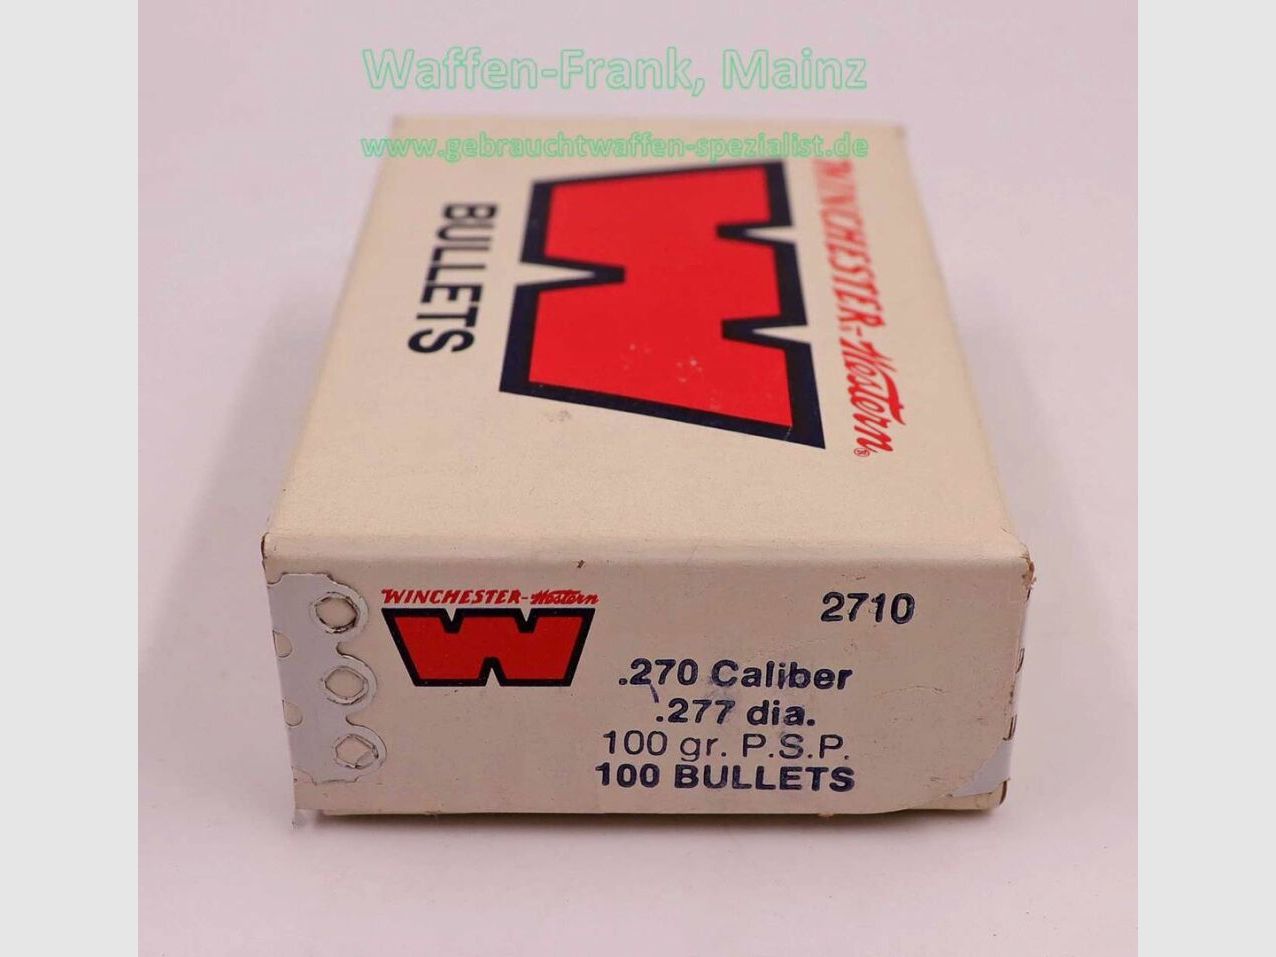 Waffen-Frank, Mainz
www.gebrauchtwaffen-spezialist.de
WINCHESTER-Western®
BULLETS
WINCHESTER-Western
2710
.270 Caliber
.277 dia.
100 gr. P.S.P.
100 BULLETS